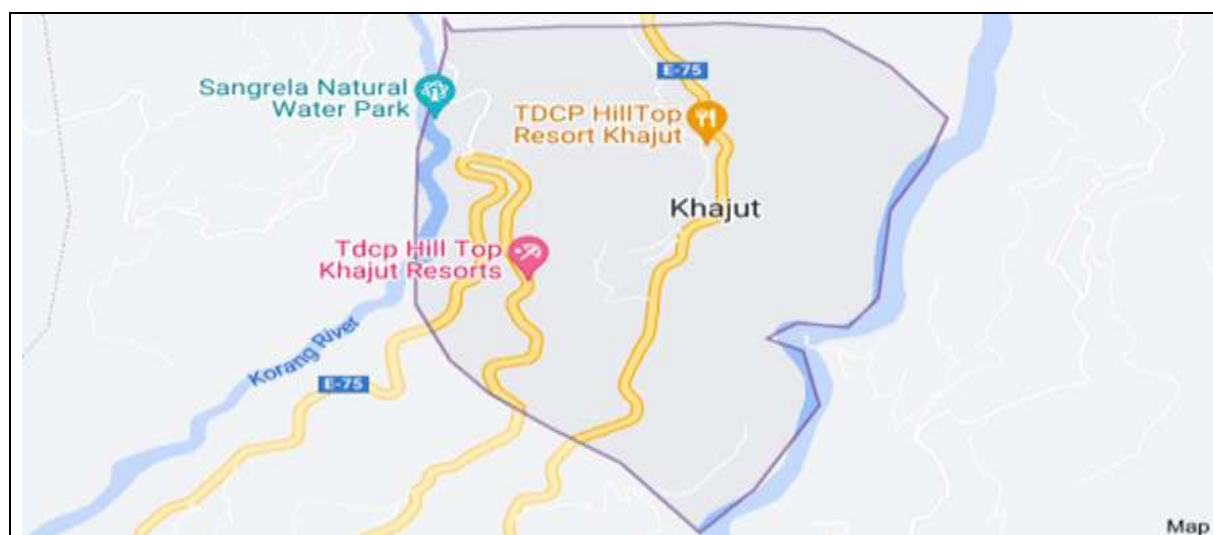 E-75
Sangrela Natural
Water Park
TDCP HillTop
Resort Khajut
Khajut
Tdcp Hill Top
Khajut Resorts
Korang River
E-75
Map